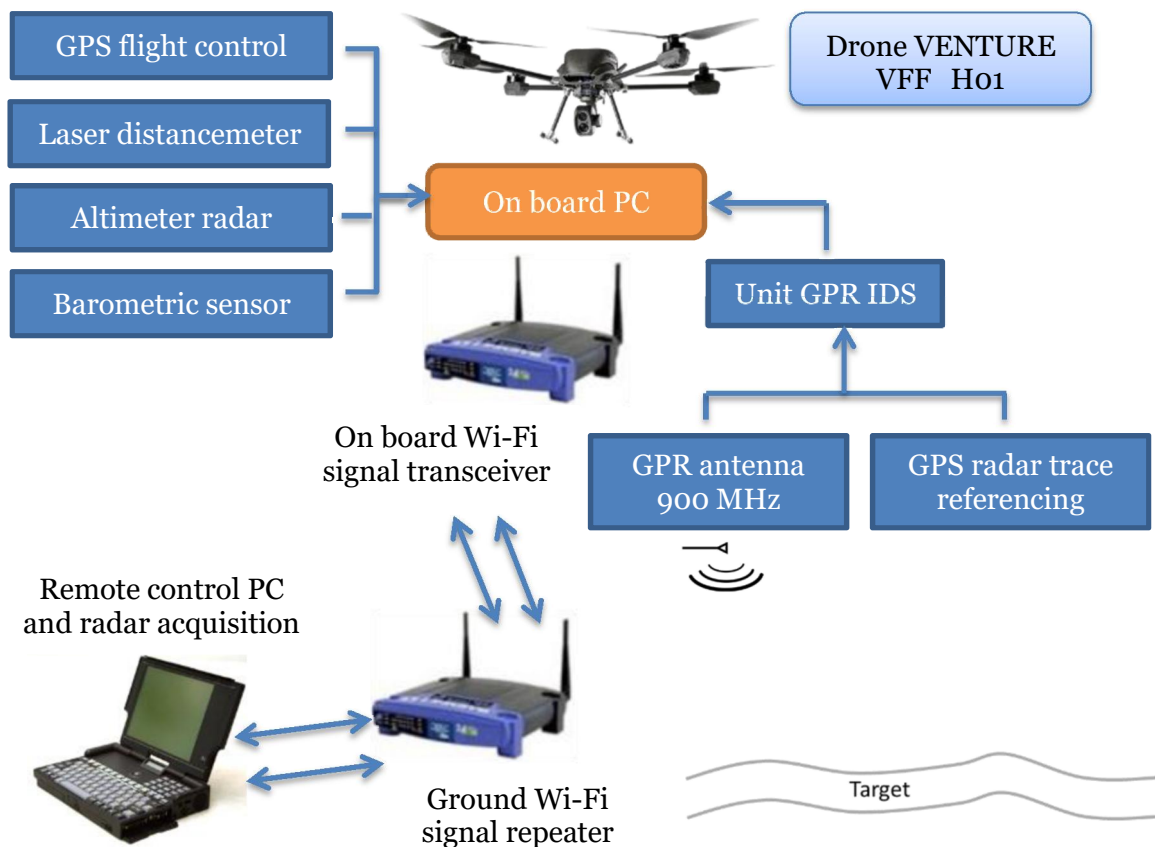 GPS flight control
Drone VENTURE
VFF H01
Laser distancemeter
On board PC
Altimeter radar
Barometric sensor
Unit GPR IDS
On board Wi-Fi
signal transceiver
GPR antenna
900 MHz
GPS radar trace
referencing
Remote control PC
and radar acquisition
Target
Ground Wi-Fi
signal repeater